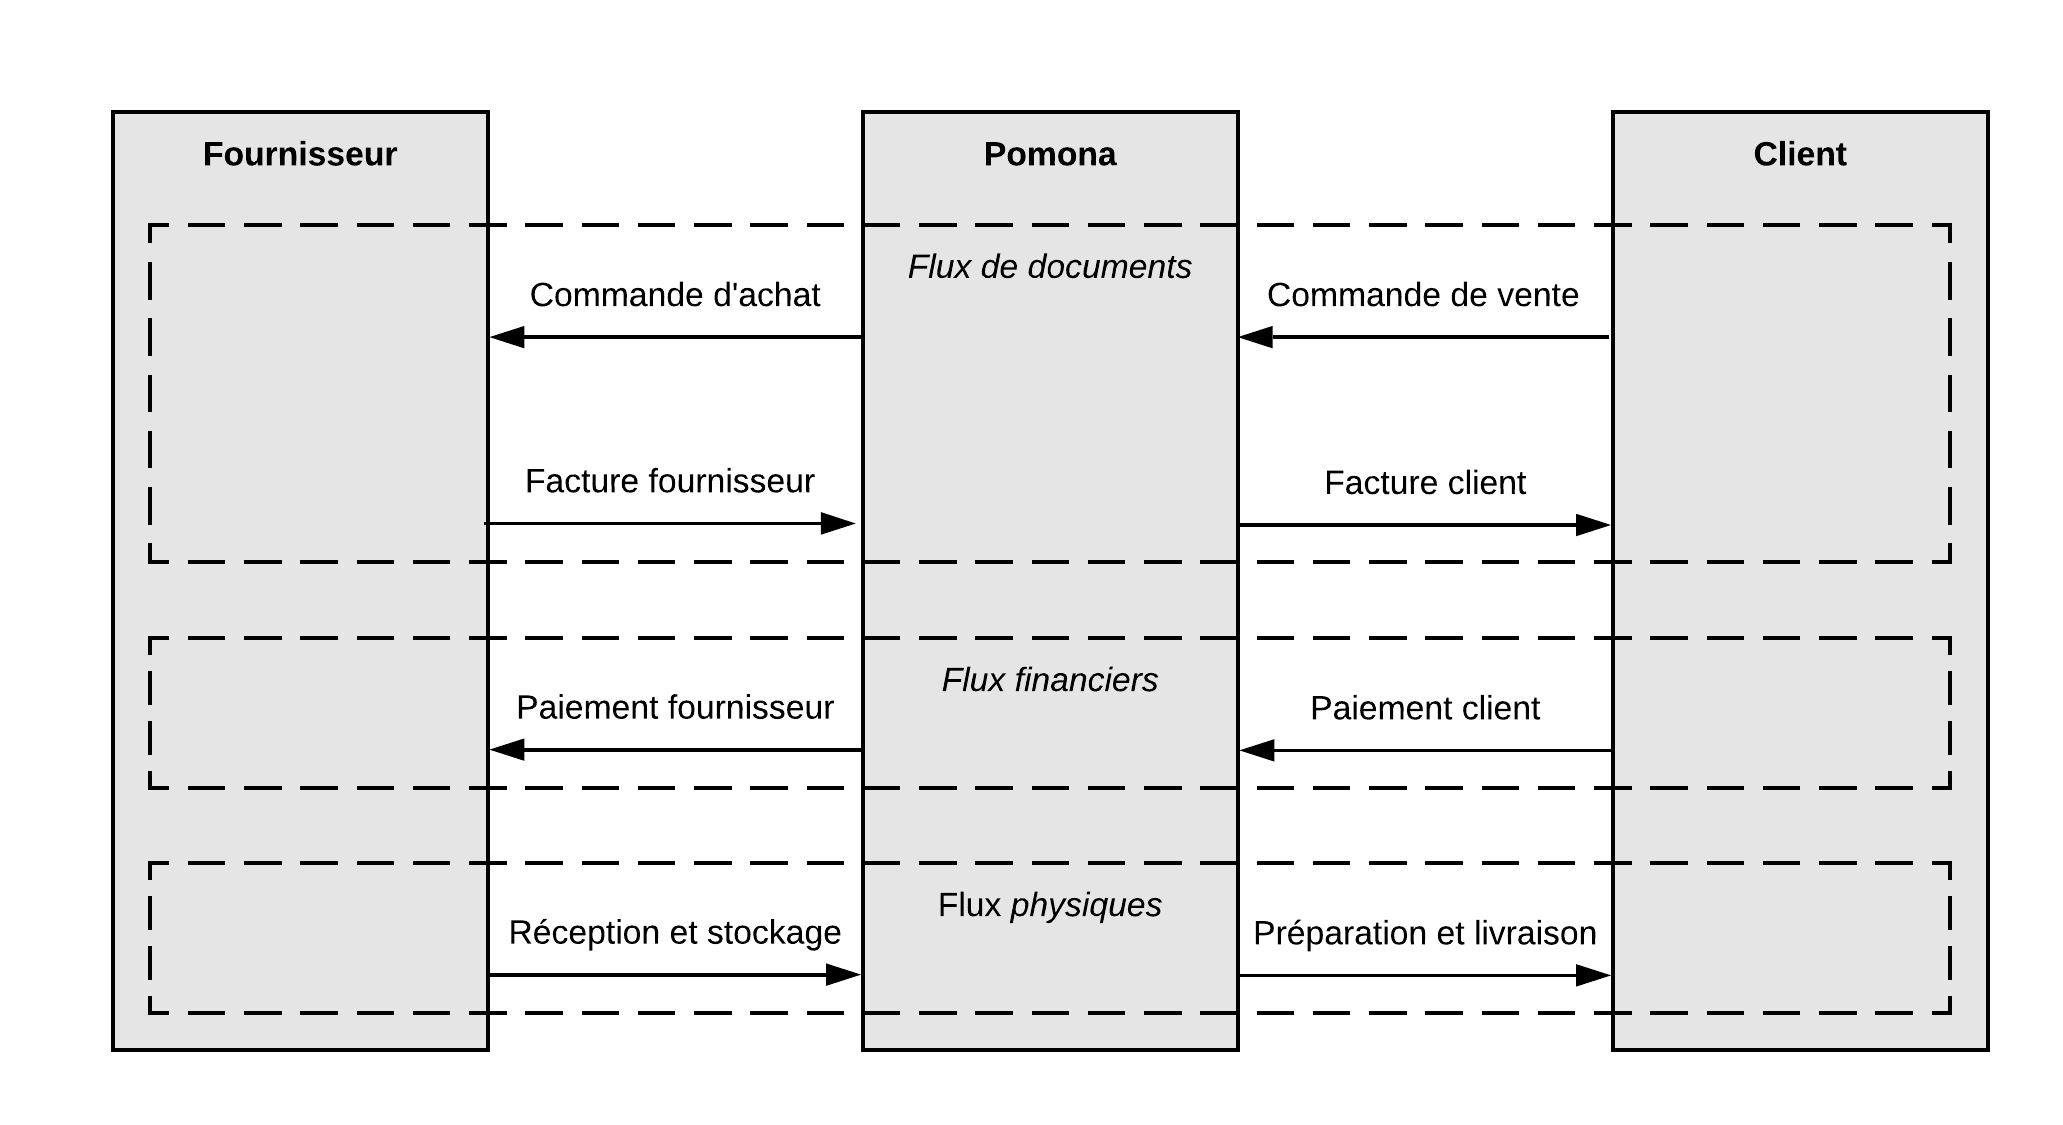 Fournisseur
Pomona
Client
Flux de documents
Commande d'achat
Commande de vente
Facture fournisseur
Facture client
Flux financiers
Paiement fournisseur
Paiement client
Flux physiques
Réception et stockage
Préparation et livraison